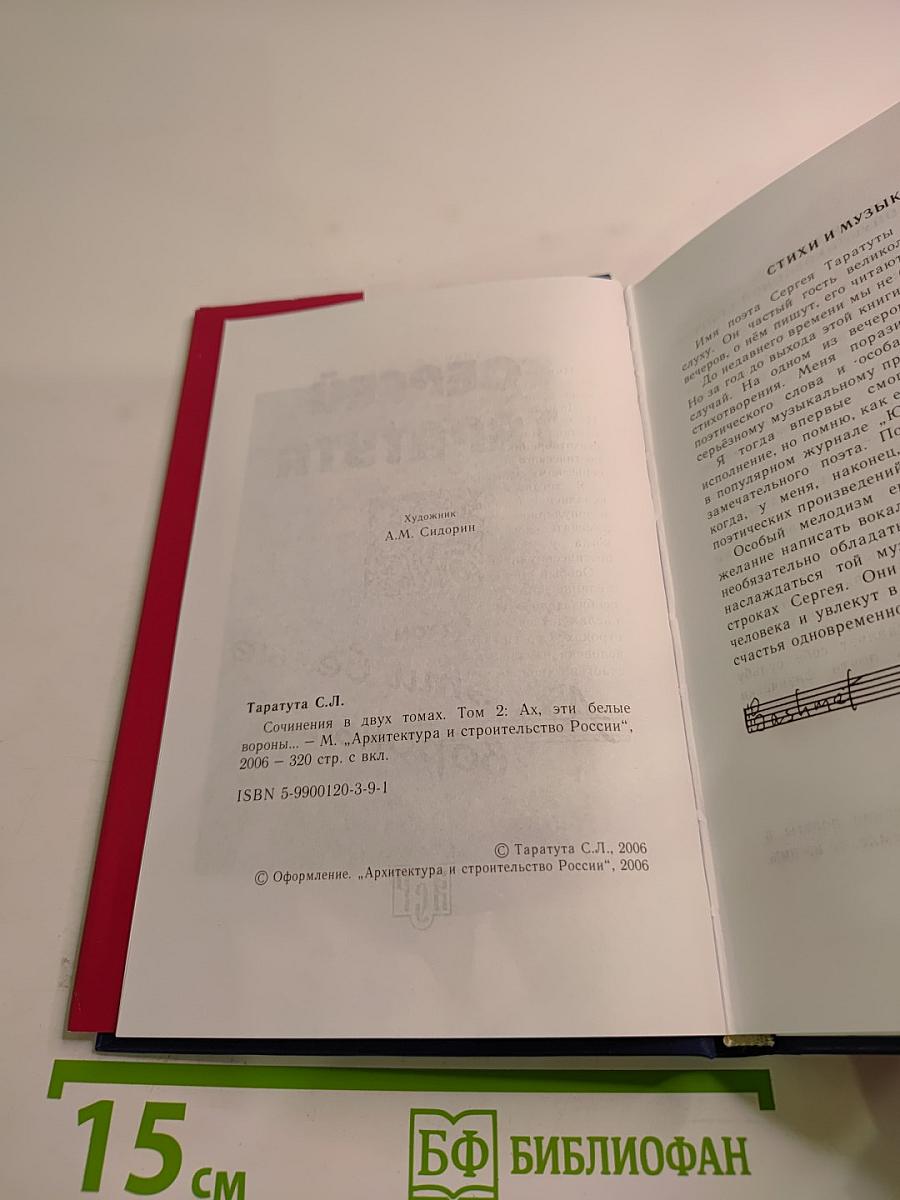 Художник
А.М. Сидорин
Таратута С.Л.
Сочинения в двух томах. Том 2: Ах, эти белые
вороны... – М. „Архитектура и строительство России“,
2006 – 320 стр. с вкл.
ISBN 5-9900120-3-9-1
© Таратута С.Л., 2006
© Оформление. „Архитектура и строительство России“, 2006
СТИХИ И МУЗЫК
Имя поэта Сергея Таратуты
слуху. Он частый гость великол
вечеров, о нём пишут, его читают
До недавнего времени мы не
Но за год до выхода этой книги
случай. На одном из вечеров
стихотворения. Меня порази
поэтического слова и -особа
серьёзному музыкальному пр
Я тогда впервые смог
исполнение, но помню, как е
в популярном журнале „Ю
замечательного поэта. По
когда, у меня, наконец,
поэтических произведений
Особый мелодизм ег
желание написать вокал
необязательно обладать
наслаждаться той муз
строках Сергея. Они
человека и увлекут в
счастья одновременно
Bashmet
15 см
БФ БИБЛИОФАН